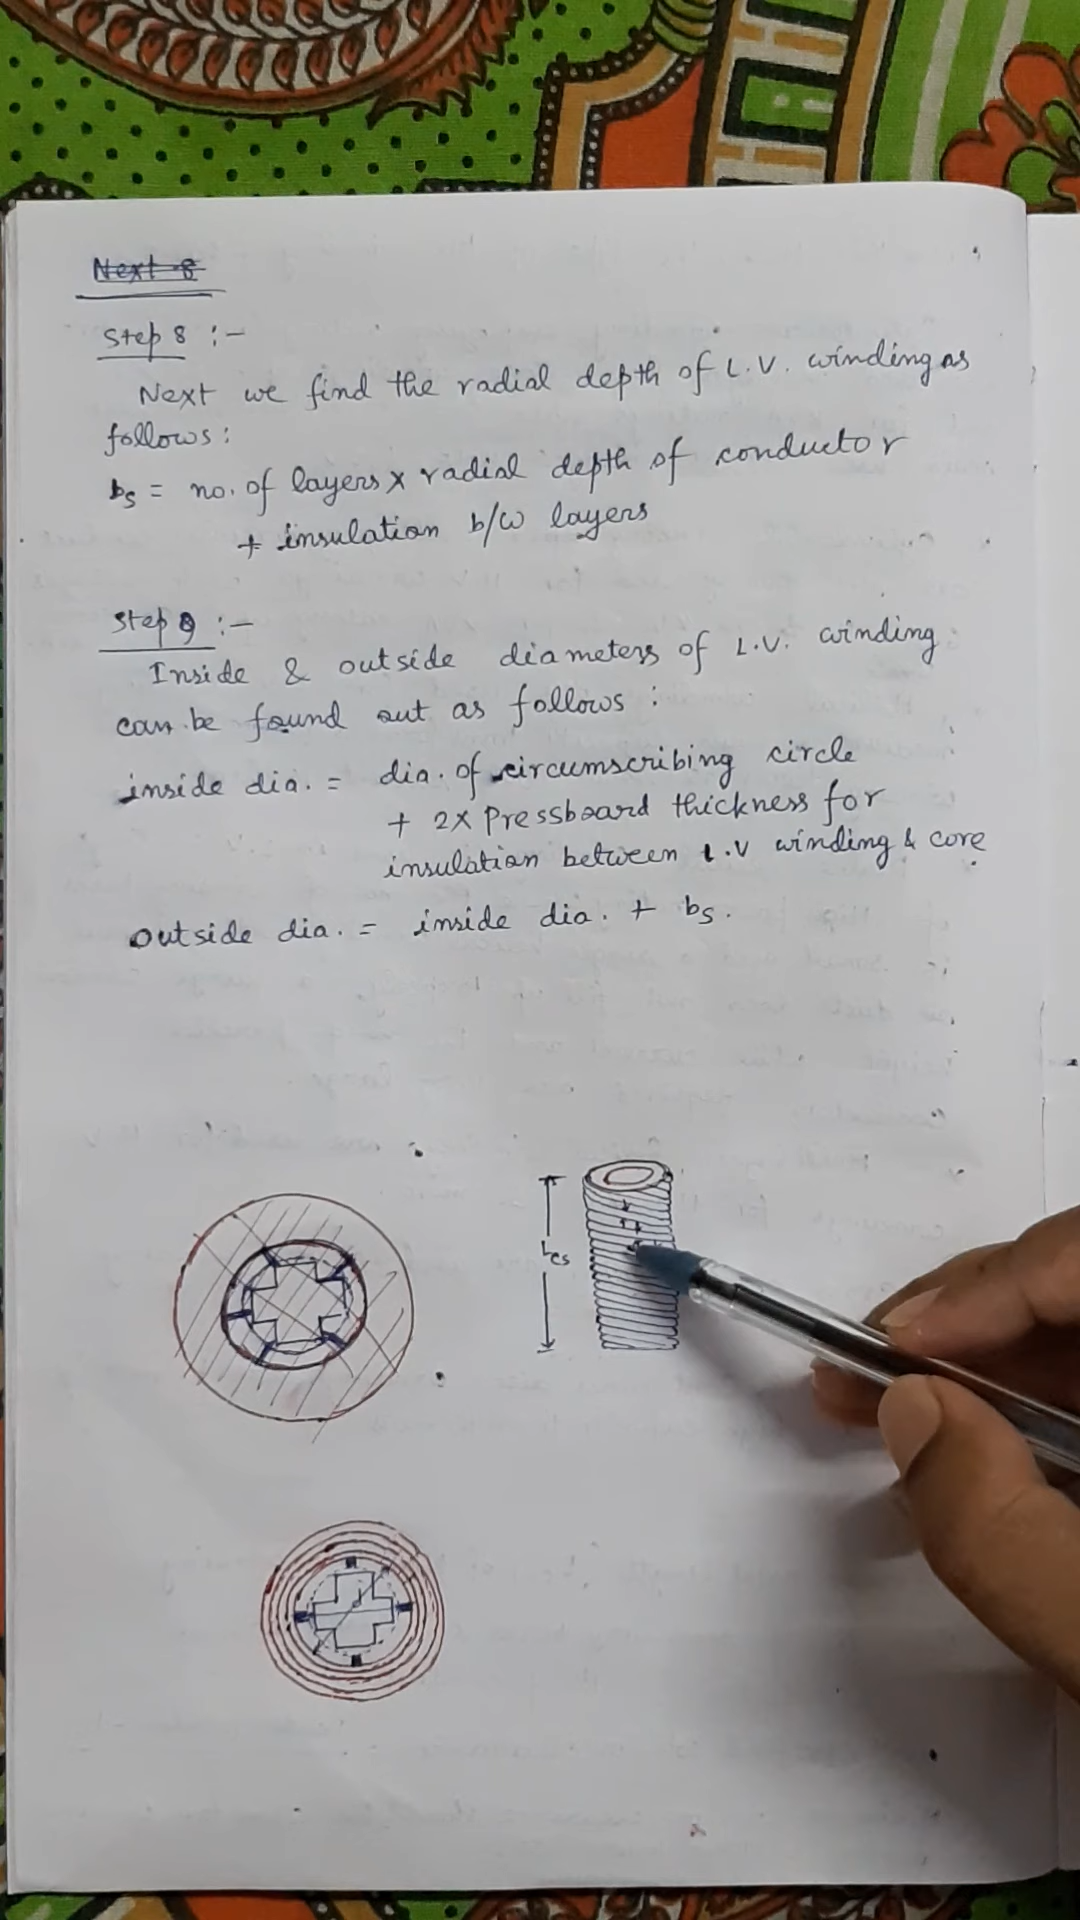 Next 8
Step 8 :-
Next we find the radial depth of L.V. winding as
follows:
bs = no. of layers x radial depth of conductor
+ insulation b/w layers
Step 9 :-
Inside & outside diameters of L.V. winding
can be found out as follows :
inside dia. = dia. of circumscribing circle
+ 2x Pressboard thickness for
insulation between L.V winding & core
outside dia. = inside dia. + bs.
Lcs
d